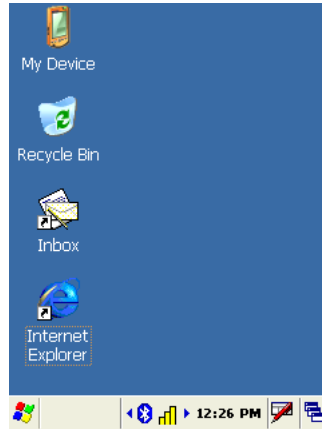 My Device
Recycle Bin
Inbox
Internet
Explorer
12:26 PM